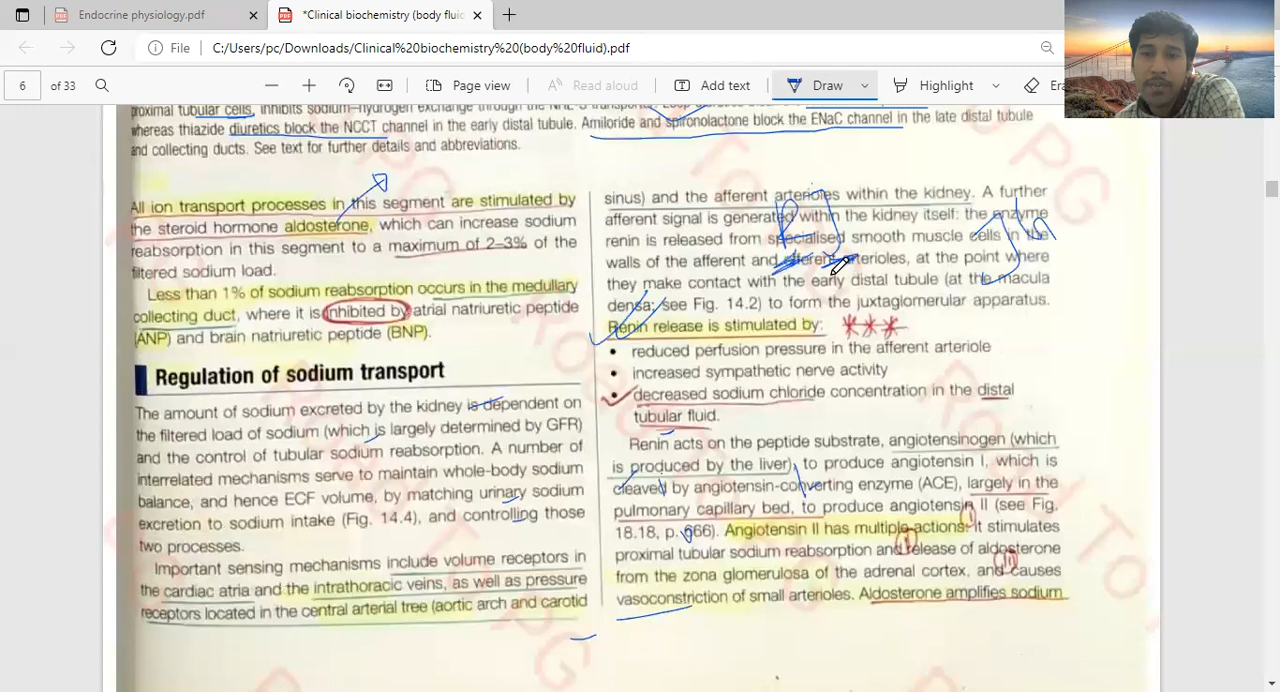 Endocrine physiology.pdf
*Clinical biochemistry (body fluid).pdf
File
C:/Users/pc/Downloads/Clinical%20biochemistry%20(body%20fluid).pdf
6
of 33
Page view
Add text
Read aloud
Draw
Highlight
proximal tubular cells, inhibits sodium–hydrogen exchange through the
whereas thiazide diuretics block the NCCT channel in the early distal tubule. Amiloride and spironolactone block the ENaC channel in the late distal tubule
and collecting ducts. See text for further details and abbreviations.
All ion transport processes in this segment are stimulated by
the steroid hormone aldosterone, which can increase sodium
reabsorption in this segment to a maximum of 2–3% of the
filtered sodium load.
Less than 1% of sodium reabsorption occurs in the medullary
collecting duct, where it is inhibited by atrial natriuretic peptide
(ANP) and brain natriuretic peptide (BNP).
Regulation of sodium transport
The amount of sodium excreted by the kidney is dependent on
the filtered load of sodium (which is largely determined by GFR)
and the control of tubular sodium reabsorption. A number of
interrelated mechanisms serve to maintain whole-body sodium
balance, and hence ECF volume, by matching urinary sodium
excretion to sodium intake (Fig. 14.4), and controlling those
two processes.
Important sensing mechanisms include volume receptors in
the cardiac atria and the intrathoracic veins, as well as pressure
receptors located in the central arterial tree (aortic arch and carotid
sinus) and the afferent arterioles within the kidney. A further
afferent signal is generated within the kidney itself: the enzyme
renin is released from specialised smooth muscle cells in the
walls of the afferent and efferent arterioles, at the point where
they make contact with the early distal tubule (at the macula
densa; see Fig. 14.2) to form the juxtaglomerular apparatus.
Renin release is stimulated by: ***
• reduced perfusion pressure in the afferent arteriole
• increased sympathetic nerve activity
• decreased sodium chloride concentration in the distal
tubular fluid.
Renin acts on the peptide substrate, angiotensinogen (which
is produced by the liver), to produce angiotensin I, which is
cleaved by angiotensin-converting enzyme (ACE), largely in the
pulmonary capillary bed, to produce angiotensin II (see Fig.
18.18, p. 666). Angiotensin II has multiple actions: it stimulates
proximal tubular sodium reabsorption and release of aldosterone
from the zona glomerulosa of the adrenal cortex, and causes
vasoconstriction of small arterioles. Aldosterone amplifies sodium